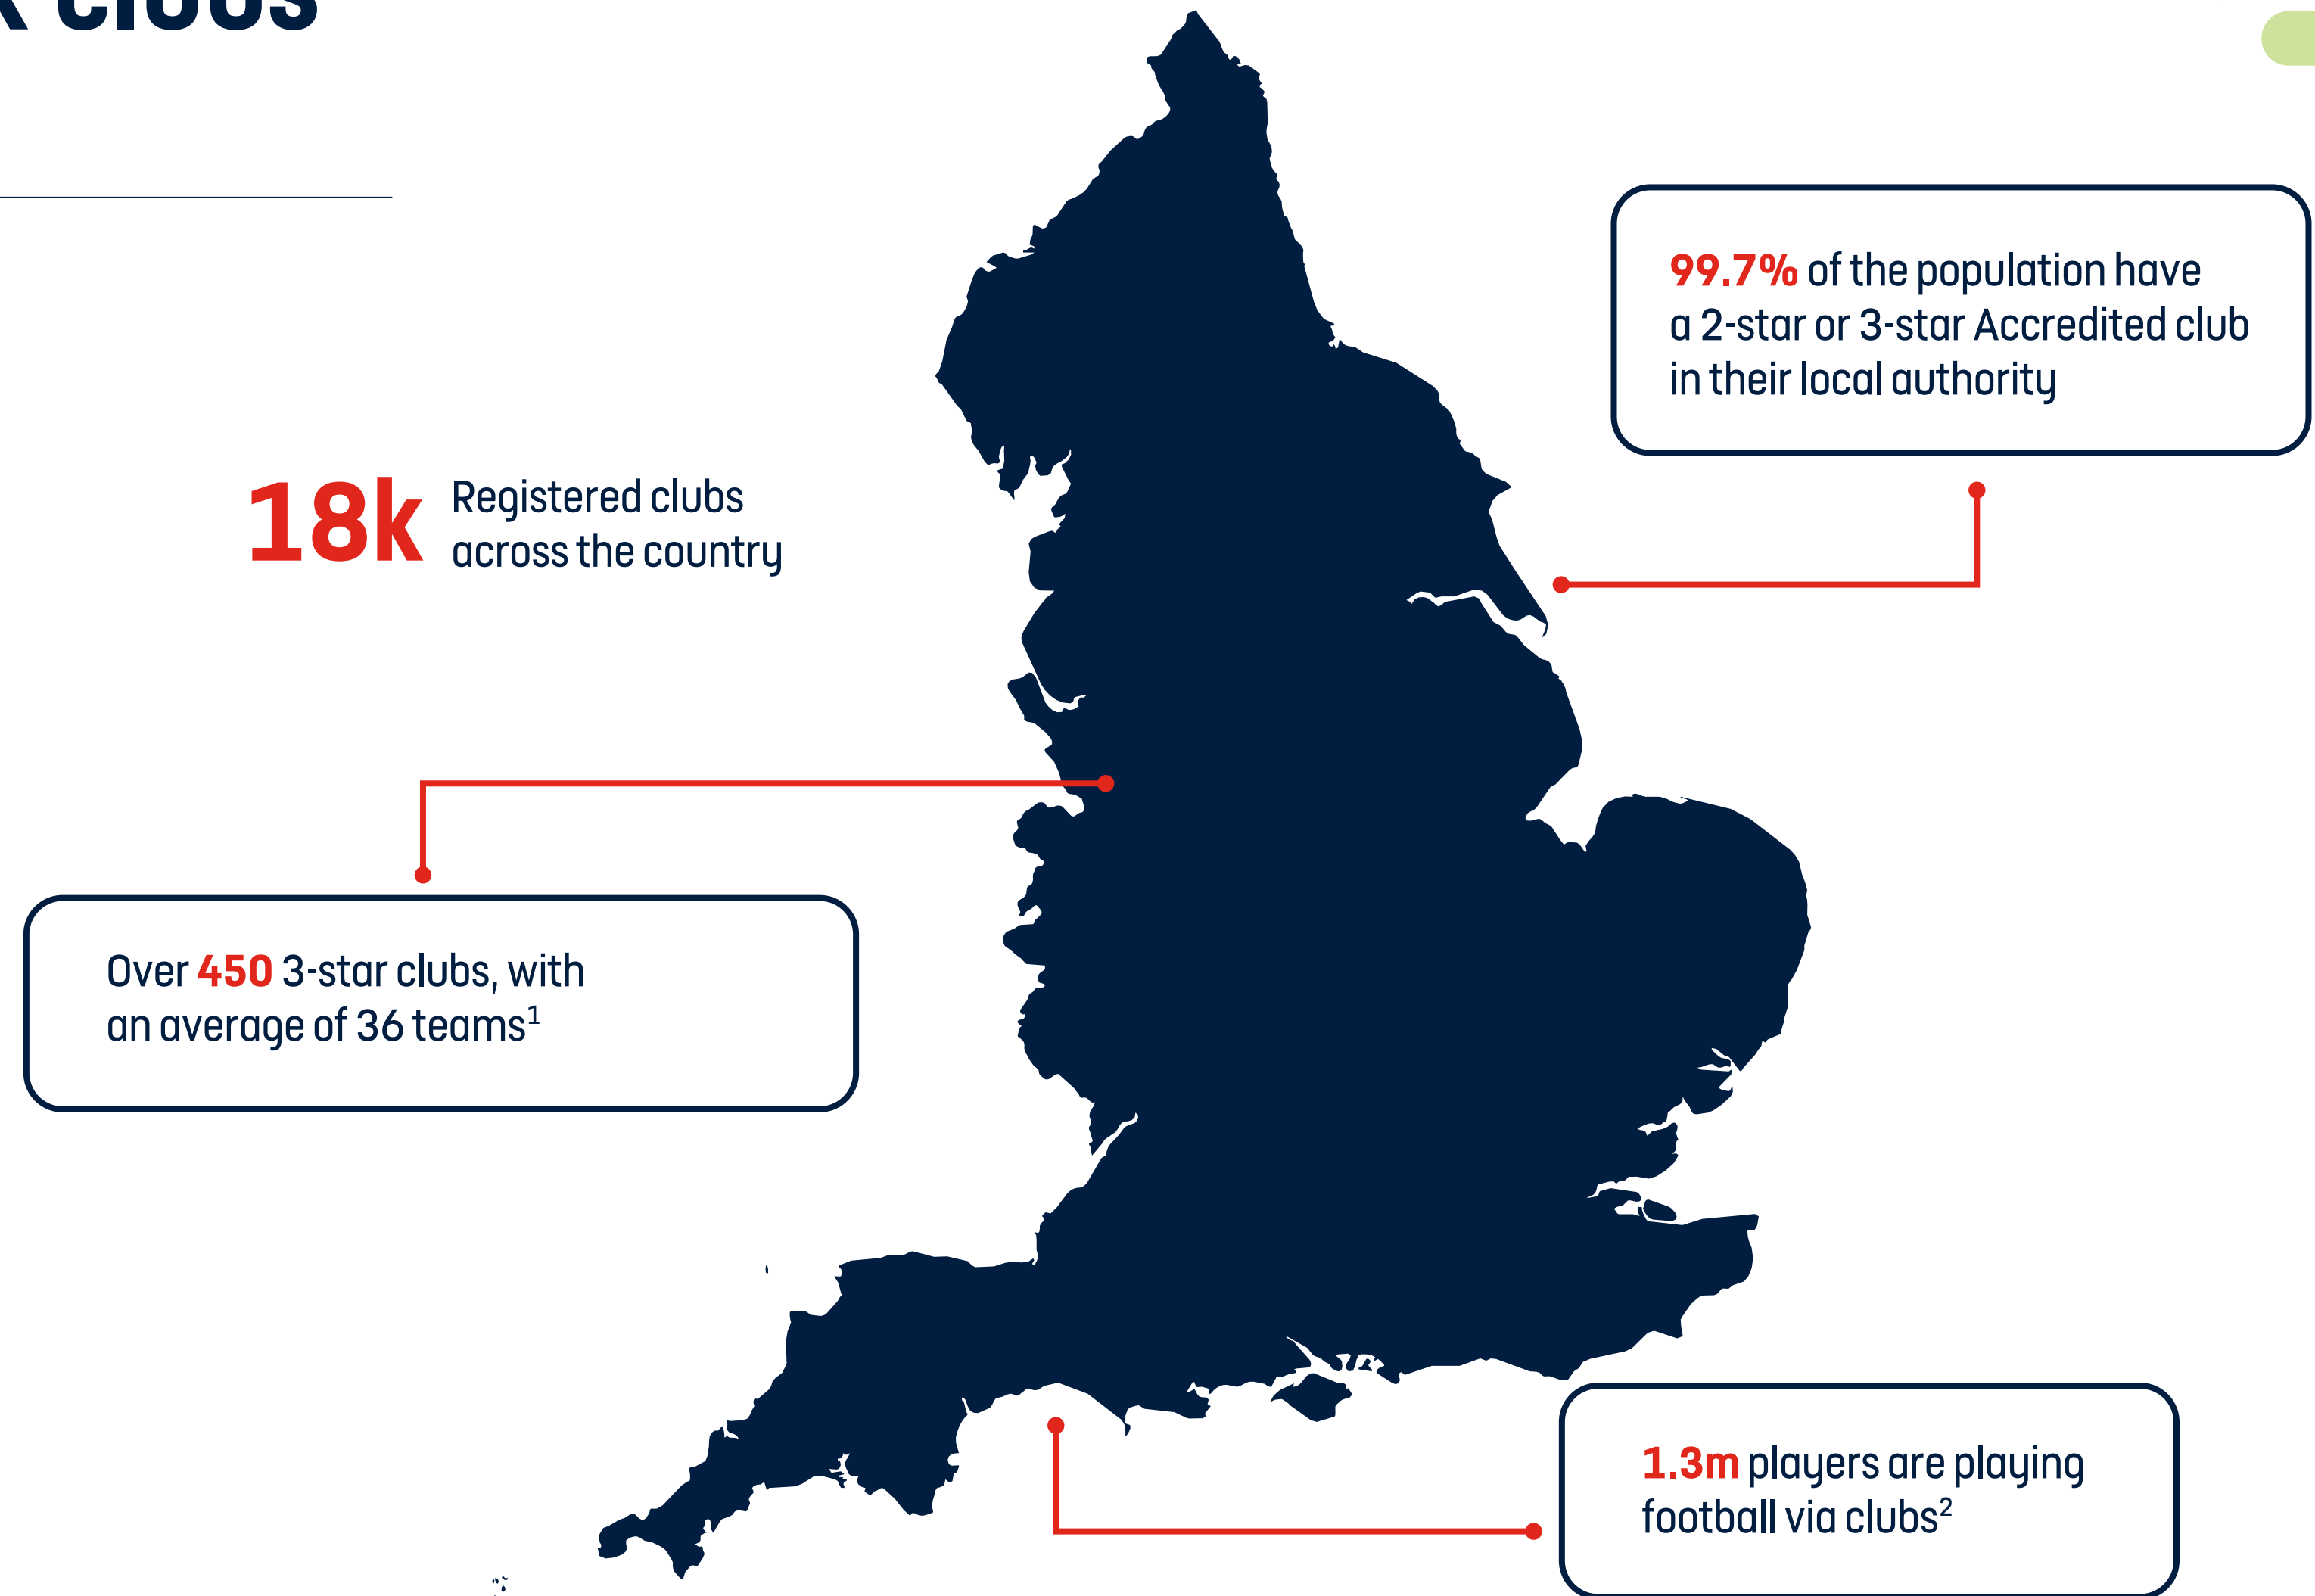 clubs
99.7% of the population have
a 2-star or 3-star Accredited club
in their local authority
18k Registered clubs
across the country
Over 450 3-star clubs, with
an average of 36 teams¹
1.3m players are playing
football via clubs²